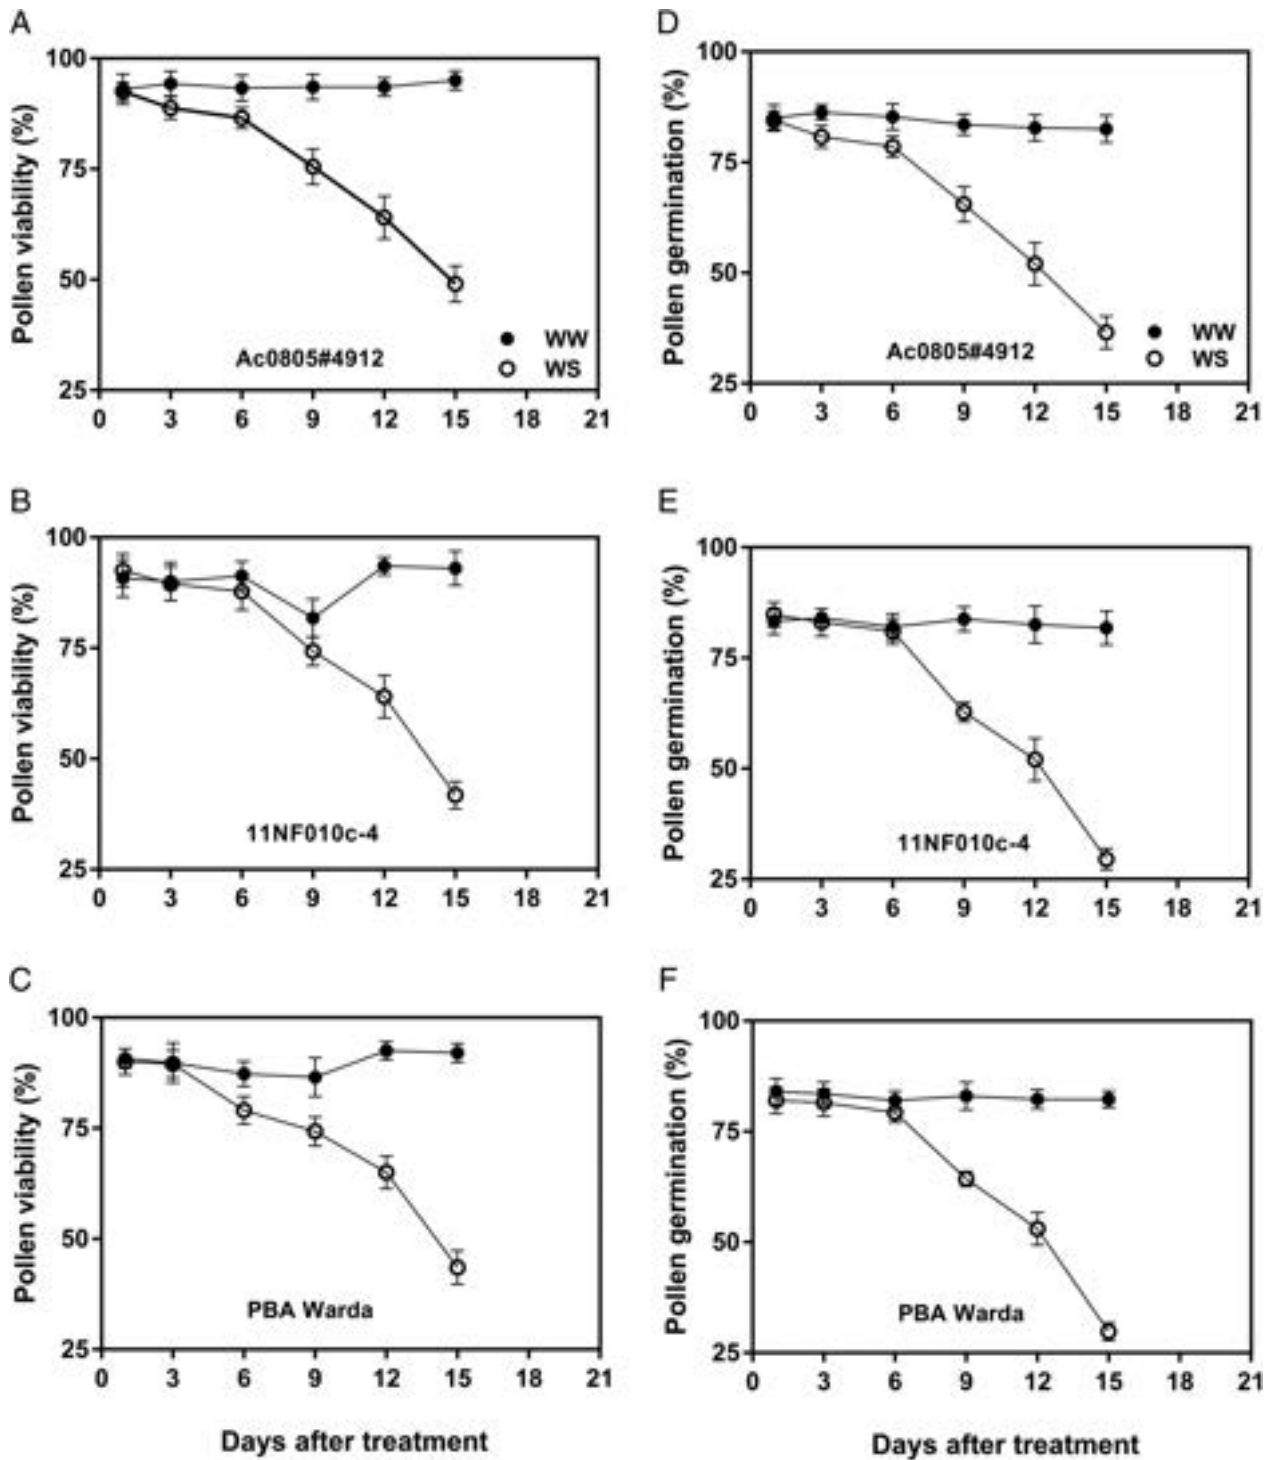 A
Pollen viability (%)
100
75
50
25
0 3 6 9 12 15 18 21
Ac0805#4912
WW
WS
D
Pollen germination (%)
100
75
50
25
0 3 6 9 12 15 18 21
Ac0805#4912
WW
WS
B
Pollen viability (%)
100
75
50
25
0 3 6 9 12 15 18 21
11NF010c-4
E
Pollen germination (%)
100
75
50
25
0 3 6 9 12 15 18 21
11NF010c-4
C
Pollen viability (%)
100
75
50
25
0 3 6 9 12 15 18 21
PBA Warda
Days after treatment
F
Pollen germination (%)
100
75
50
25
0 3 6 9 12 15 18 21
PBA Warda
Days after treatment